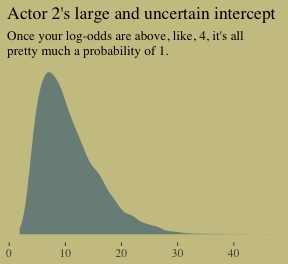 Actor 2's large and uncertain intercept
Once your log-odds are above, like, 4, it's all
pretty much a probability of 1.
0 10 20 30 40